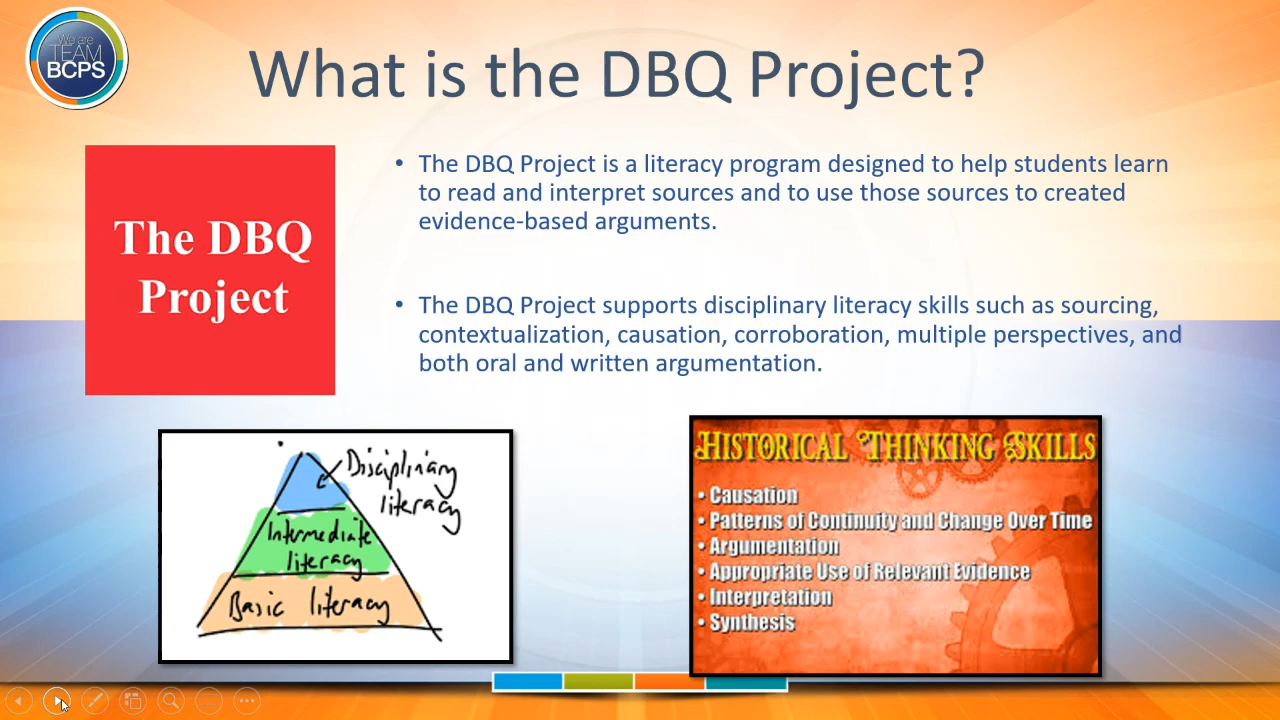 We are
TEAM
BCPS
What is the DBQ Project?
The DBQ
Project
• The DBQ Project is a literacy program designed to help students learn
to read and interpret sources and to use those sources to created
evidence-based arguments.
• The DBQ Project supports disciplinary literacy skills such as sourcing,
contextualization, causation, corroboration, multiple perspectives, and
both oral and written argumentation.
Disciplinary
literacy
Intermediate
literacy
Basic literacy
Historical Thinking Skills
• Causation
• Patterns of Continuity and Change Over Time
• Argumentation
• Appropriate Use of Relevant Evidence
• Interpretation
• Synthesis